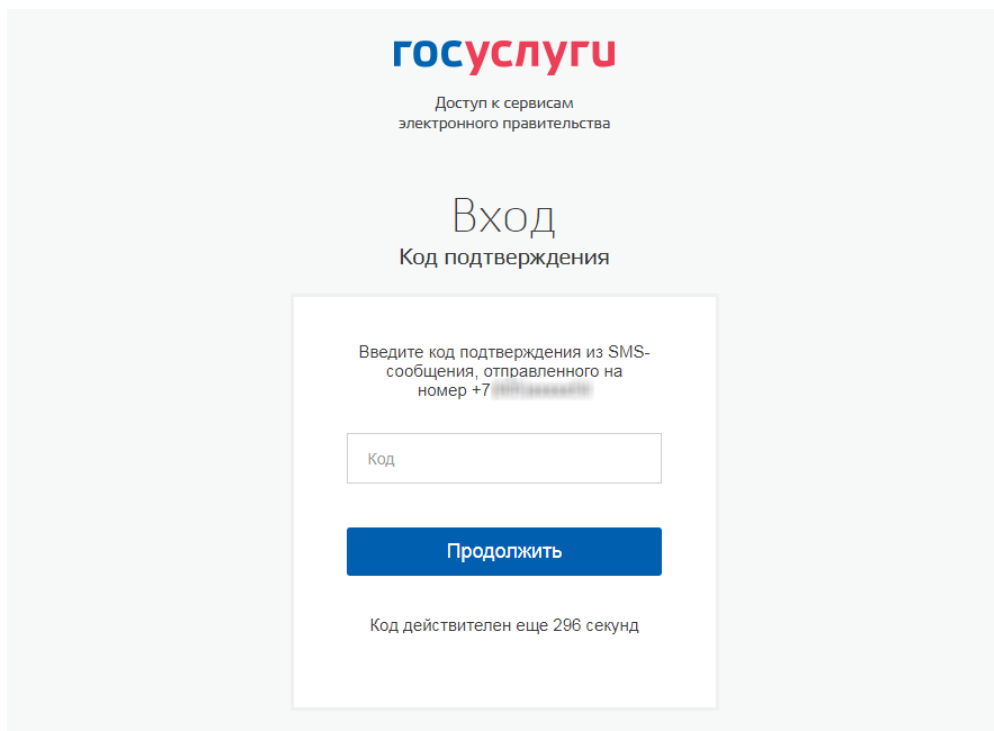 госуслуги
Доступ к сервисам
электронного правительства
Вход
Код подтверждения
Введите код подтверждения из SMS-
сообщения, отправленного на
номер +7
Код
Продолжить
Код действителен еще 296 секунд